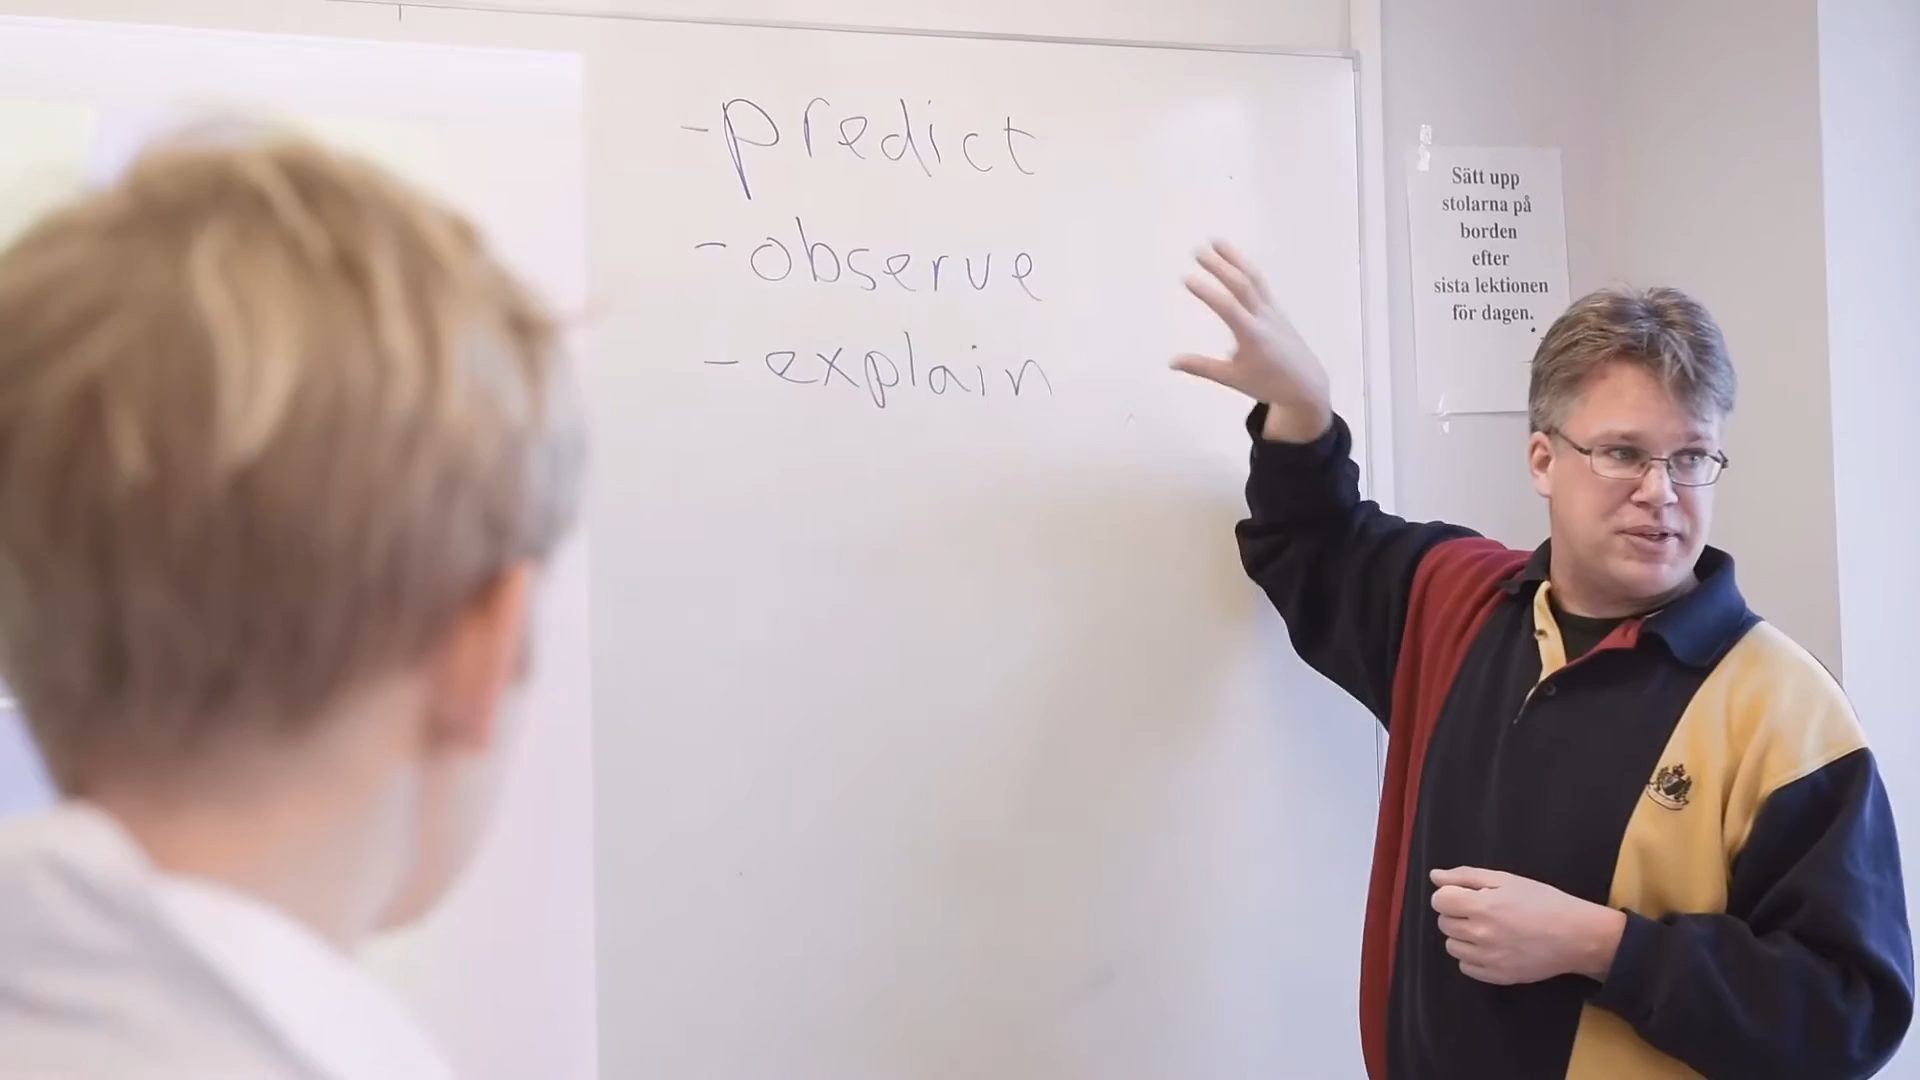 -predict
-observe
-explain
Sätt upp
stolarna på
borden
efter
sista lektionen
för dagen.